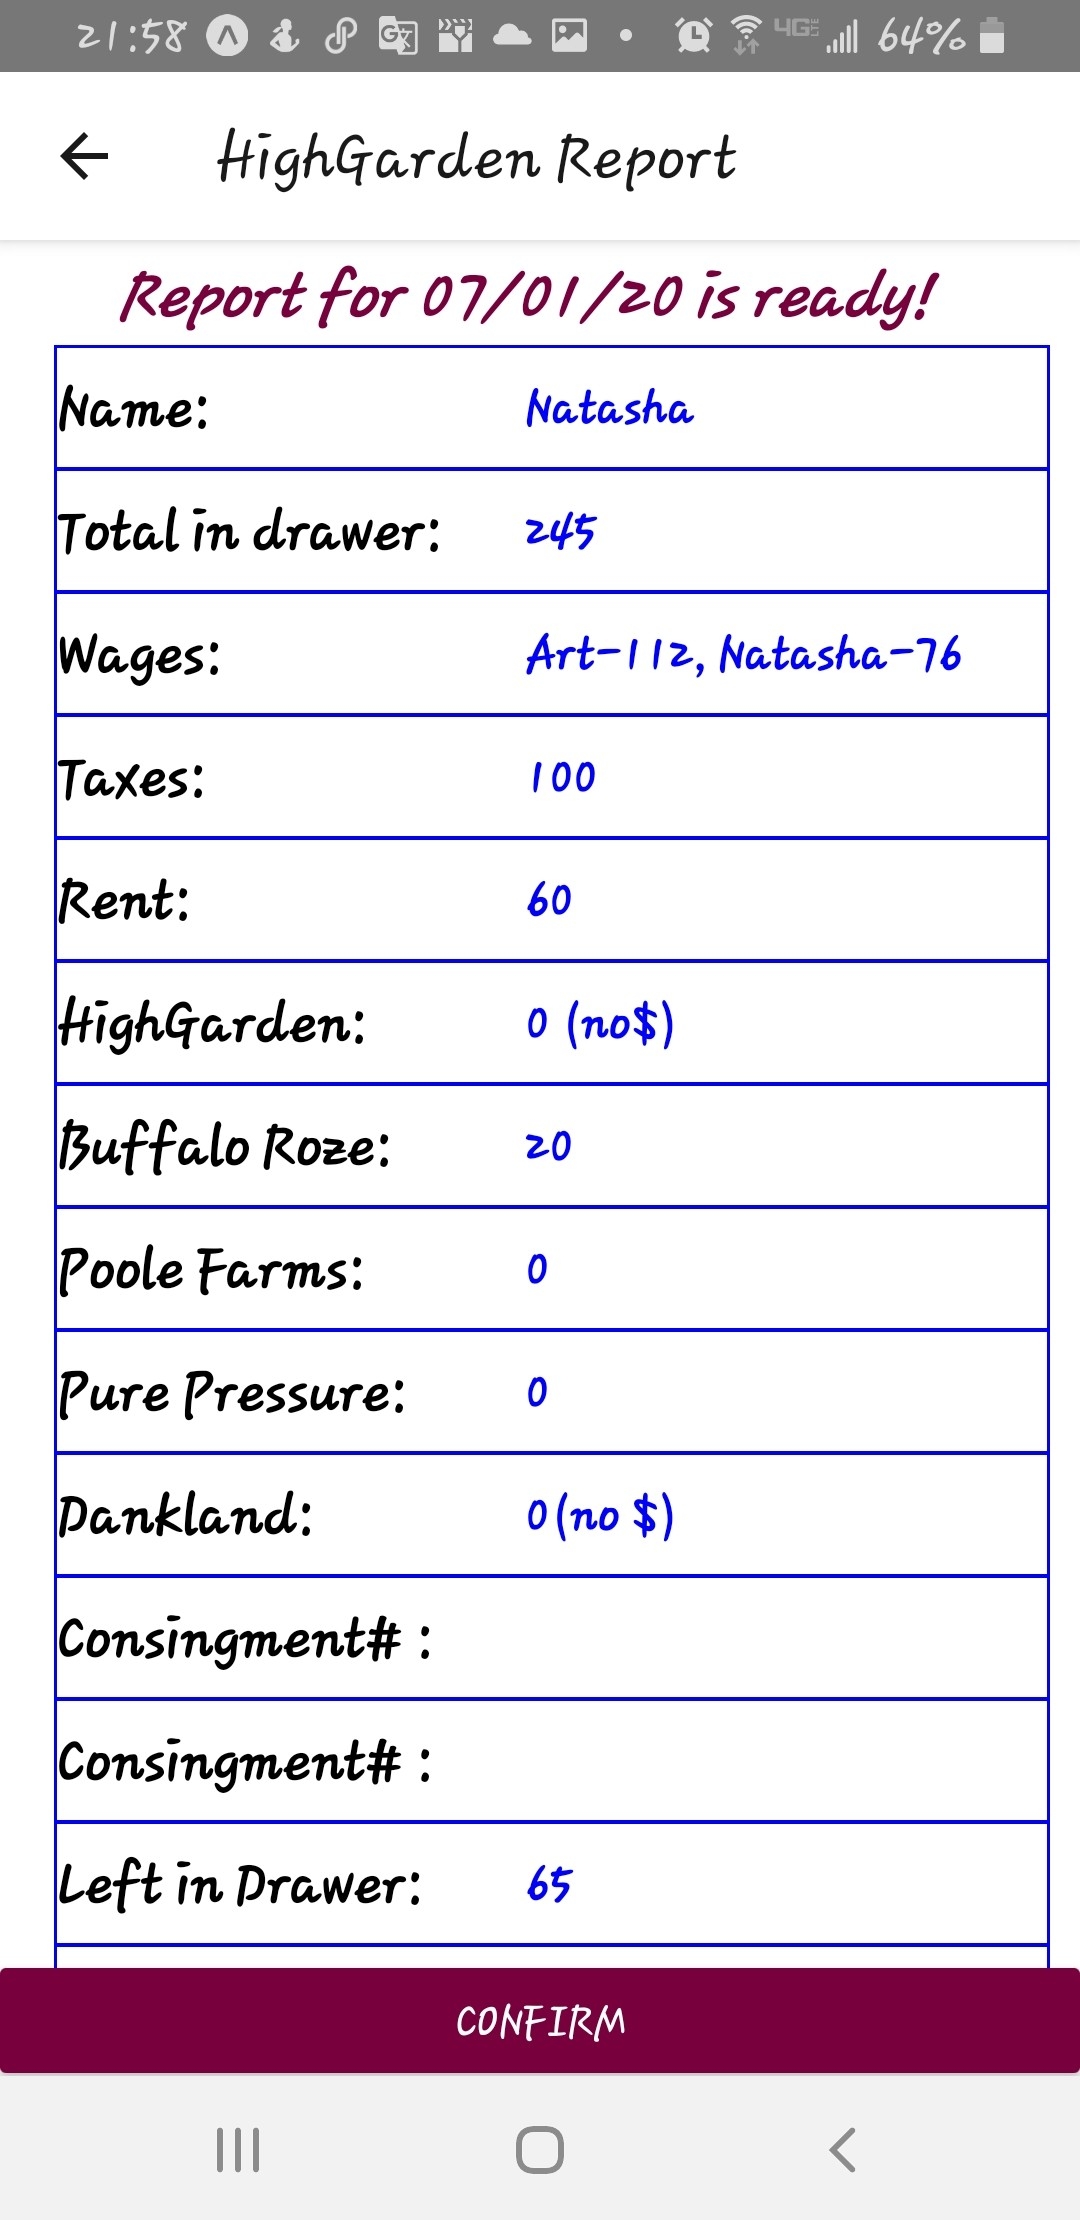 21:58 64%
HighGarden Report
Report for 07/01/20 is ready!
Name: Natasha
Total in drawer: 245
Wages: Art-112, Natasha-76
Taxes: 100
Rent: 60
HighGarden: 0 (no$)
Buffalo Roze: 20
Poole Farms: 0
Pure Pressure: 0
Dankland: 0(no $)
Consingment# :
Consingment# :
Left in Drawer: 65
CONFIRM